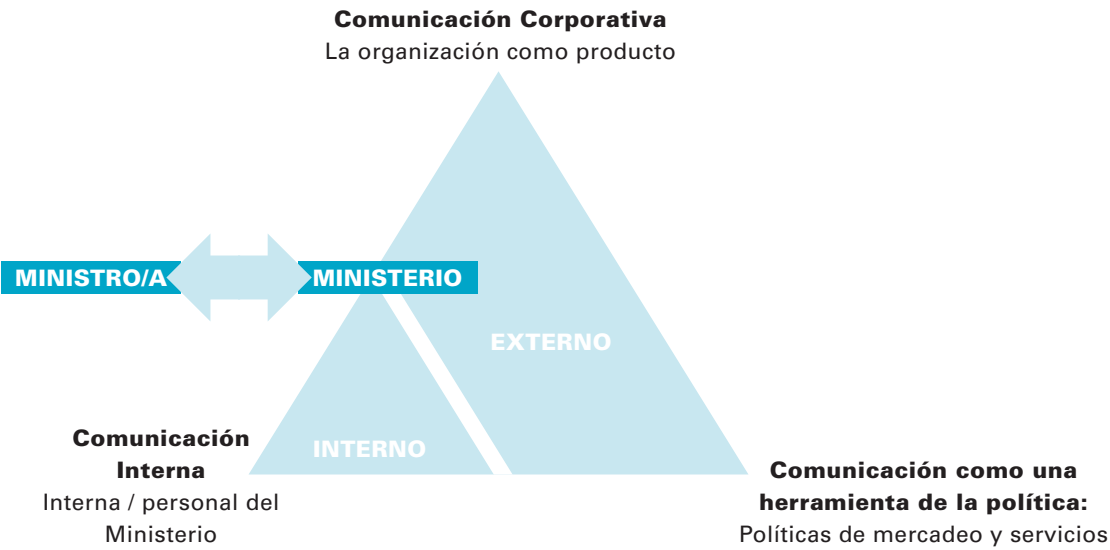 Comunicación Corporativa
La organización como producto
MINISTRO/A
MINISTERIO
EXTERNO
INTERNO
Comunicación
Interna
Interna / personal del
Ministerio
Comunicación como una
herramienta de la política:
Políticas de mercadeo y servicios